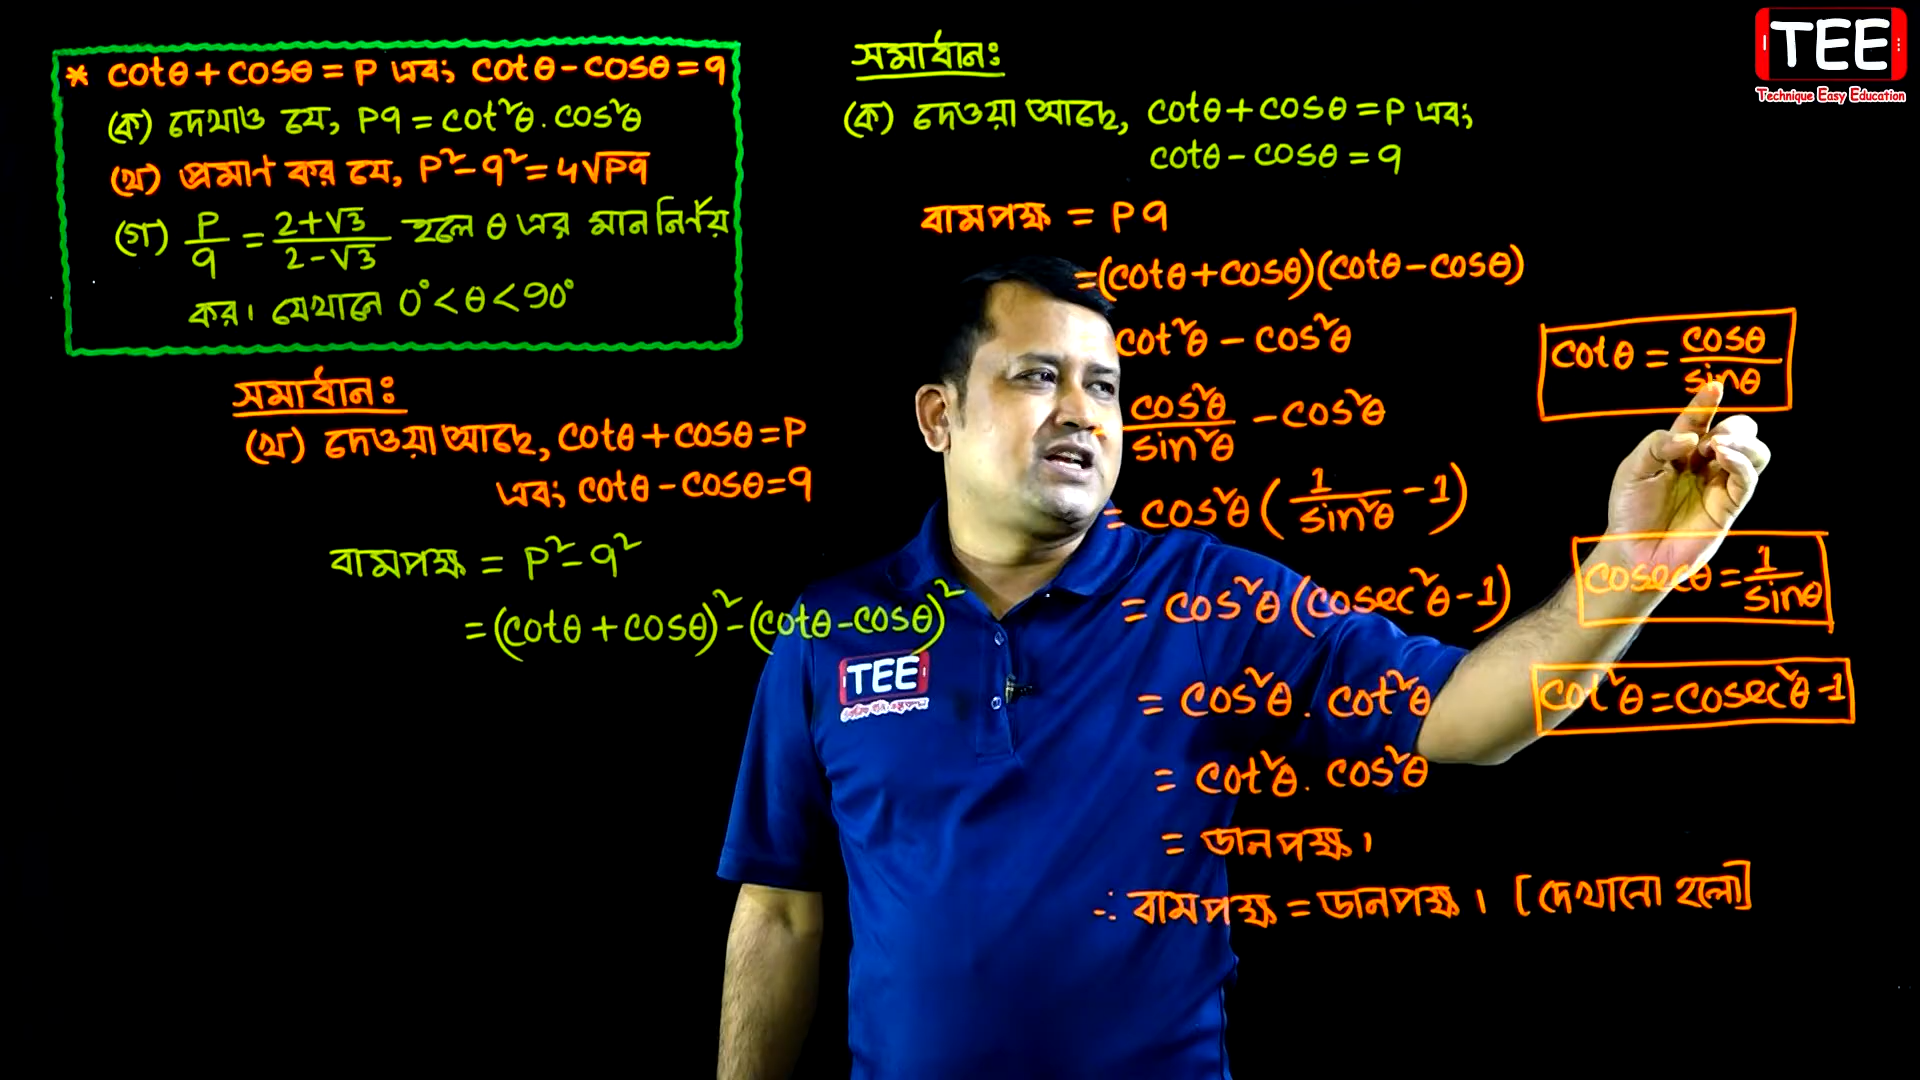 * cotθ + cosθ = P এবং cotθ - cosθ = q
(ক) দেখাও যে, Pq = cot²θ . cos²θ
(খ) প্রমাণ কর যে, P² - q² = 4√Pq
(গ) P/q = (2+√3)/(2-√3) হলে θ এর মান নির্ণয়
কর। যেখানে 0° < θ < 90°
সমাধানঃ
(খ) দেওয়া আছে, cotθ + cosθ = P
এবং cotθ - cosθ = q
বামপক্ষ = P² - q²
= (cotθ + cosθ)² - (cotθ - cosθ)²
সমাধানঃ
(ক) দেওয়া আছে, cotθ + cosθ = P এবং
cotθ - cosθ = q
বামপক্ষ = Pq
= (cotθ + cosθ)(cotθ - cosθ)
= cot²θ - cos²θ
cos²θ/sin²θ - cos²θ
= cos²θ (1/sin²θ - 1)
= cos²θ (cosec²θ - 1)
= cos²θ . cot²θ
= cot²θ . cos²θ
= ডানপক্ষ।
∴ বামপক্ষ = ডানপক্ষ। [দেখানো হলো]
cotθ = cosθ/sinθ
cosecθ = 1/sinθ
cot²θ = cosec²θ - 1
TEE
Technique Easy Education
TEE